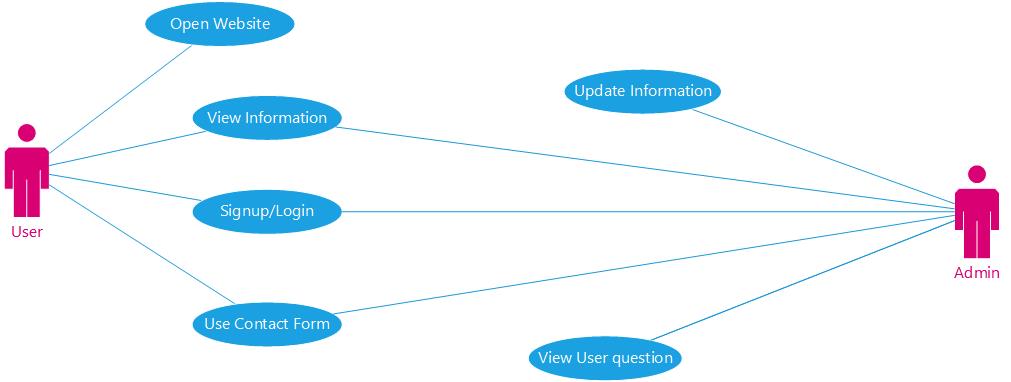 Open Website
Update Information
View Information
Signup/Login
User
Admin
Use Contact Form
View User question